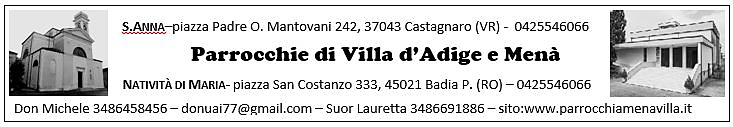 S.ANNA–piazza Padre O. Mantovani 242, 37043 Castagnaro (VR) - 0425546066
Parrocchie di Villa d'Adige e Menà
NATIVITÀ DI MARIA- piazza San Costanzo 333, 45021 Badia P. (RO) – 0425546066
Don Michele 3486458456 – donuai77@gmail.com – Suor Lauretta 3486691886 – sito:www.parrocchiamenavilla.it